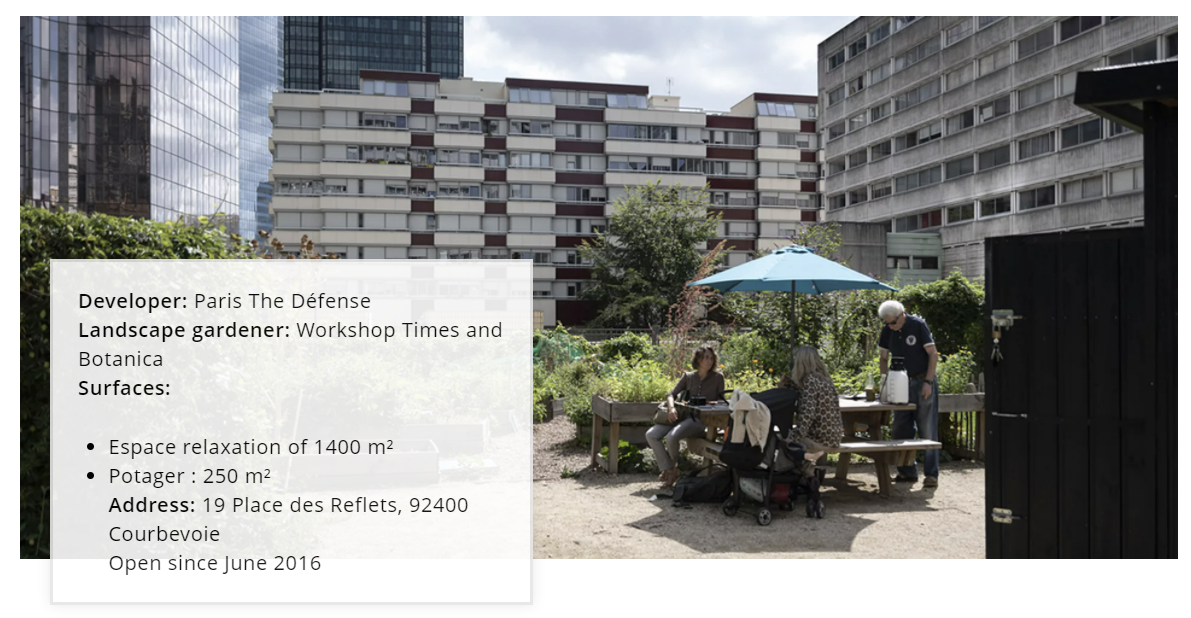 Developer: Paris The Défense
Landscape gardener: Workshop Times and
Botanica
Surfaces:
Espace relaxation of 1400 m²
Potager : 250 m²
Address: 19 Place des Reflets, 92400
Courbevoie
Open since June 2016